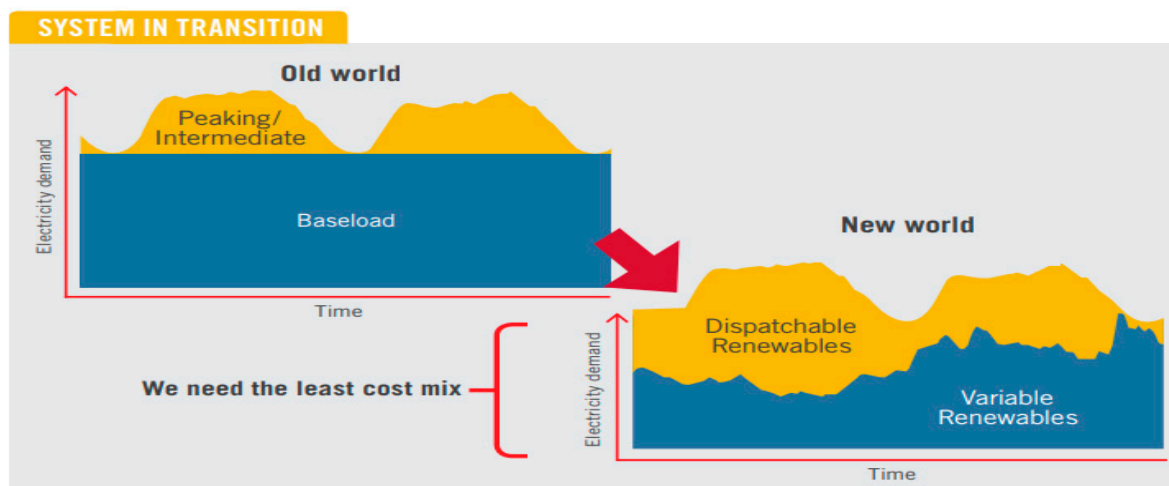 SYSTEM IN TRANSITION
Old world
Electricity demand
Peaking/
Intermediate
Baseload
Time
New world
We need the least cost mix
Electricity demand
Dispatchable
Renewables
Variable
Renewables
Time